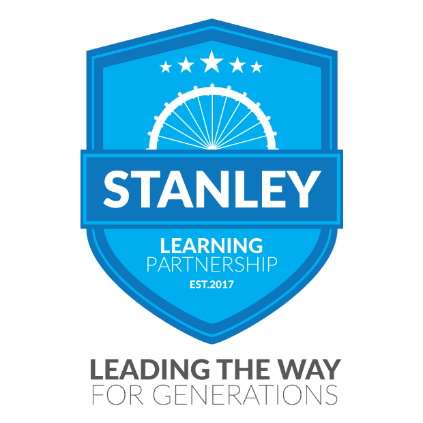 STANLEY
LEARNING
PARTNERSHIP
EST.2017
LEADING THE WAY
FOR GENERATIONS